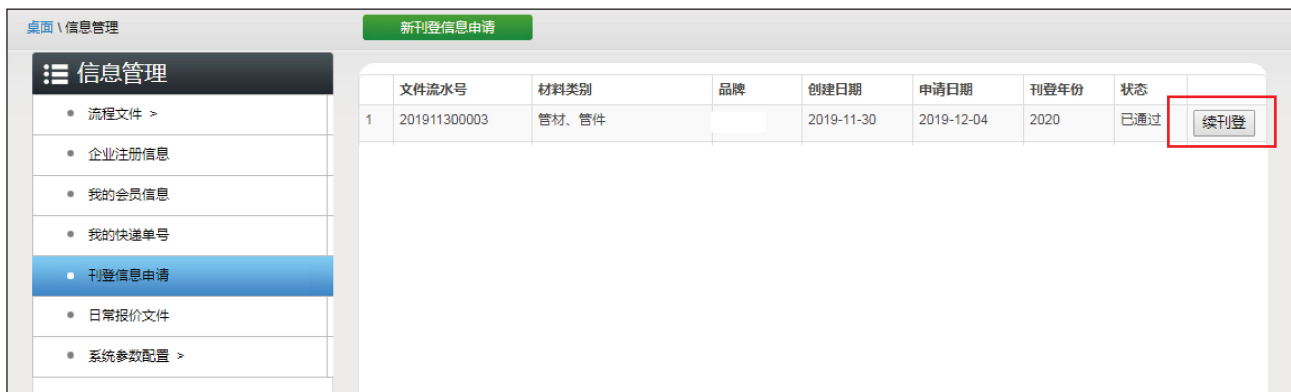 桌面 \ 信息管理
新刊登信息申请
信息管理
流程文件 >
企业注册信息
我的会员信息
我的快递单号
刊登信息申请
日常报价文件
系统参数配置 >
文件流水号 材料类别 品牌 创建日期 申请日期 刊登年份 状态
1 201911300003 管材、管件 2019-11-30 2019-12-04 2020 已通过 续刊登